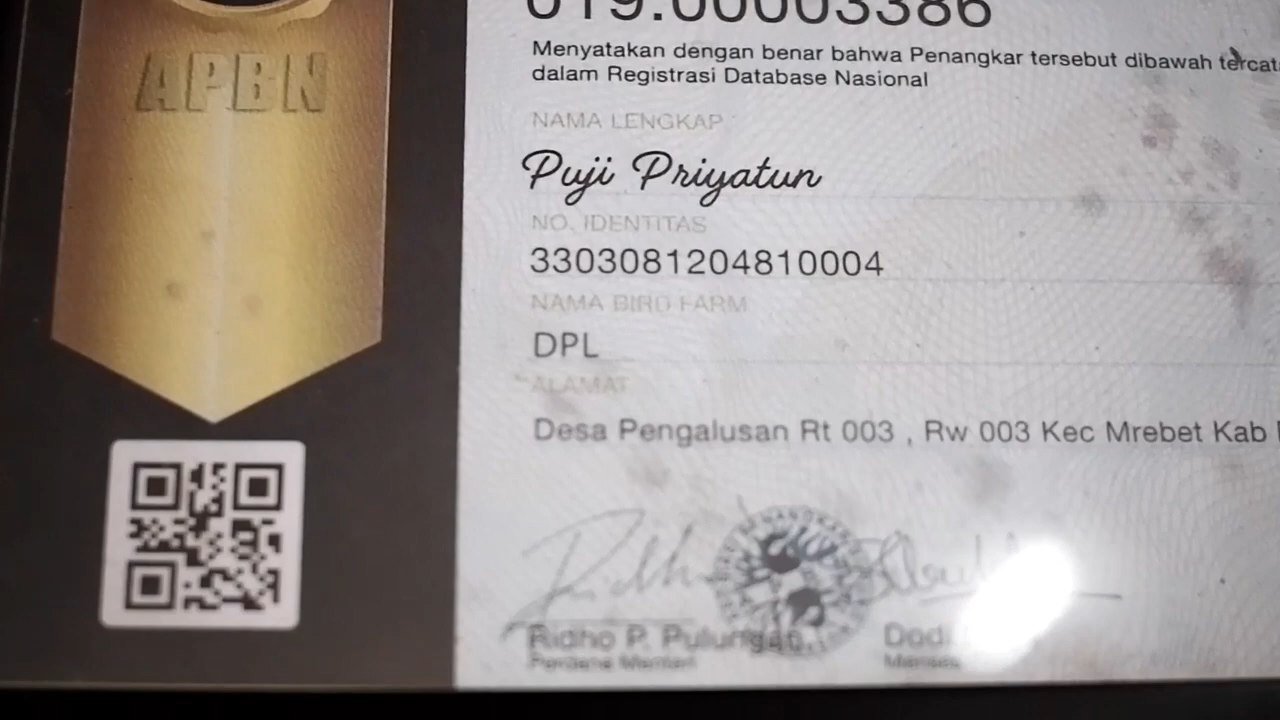 APBN
019.00003386
Menyatakan dengan benar bahwa Penangkar tersebut dibawah tercat
dalam Registrasi Database Nasional
NAMA LENGKAP
Puji Priyatun
NO. IDENTITAS
3303081204810004
NAMA BIRD FARM
DPL
ALAMAT
Desa Pengalusan Rt 003 , Rw 003 Kec Mrebet Kab
Ridho P. Pulungan